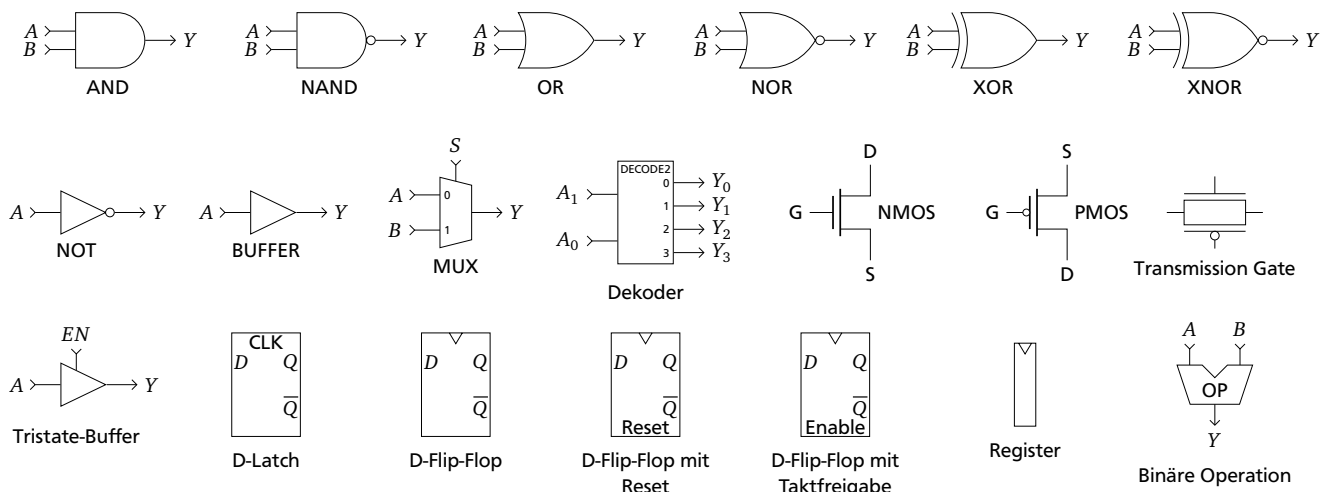 A Y A Y A Y A Y A Y A Y
B B B B B B
AND NAND OR NOR XOR XNOR
S D S
DECODE2
A 0 A₁ 0 Y₀
A Y A Y Y 1 Y₁ G NMOS G PMOS
B 1 A₀ 2 Y₂
3 Y₃
NOT BUFFER MUX S D Transmission Gate
Dekoder
EN CLK A B
D Q D Q D Q D Q
A Y OP
Q̅ Q̅ Q̅ Q̅
Reset Enable Y
Tristate-Buffer D-Latch D-Flip-Flop D-Flip-Flop mit D-Flip-Flop mit Register Binäre Operation
Reset Taktfreigabe